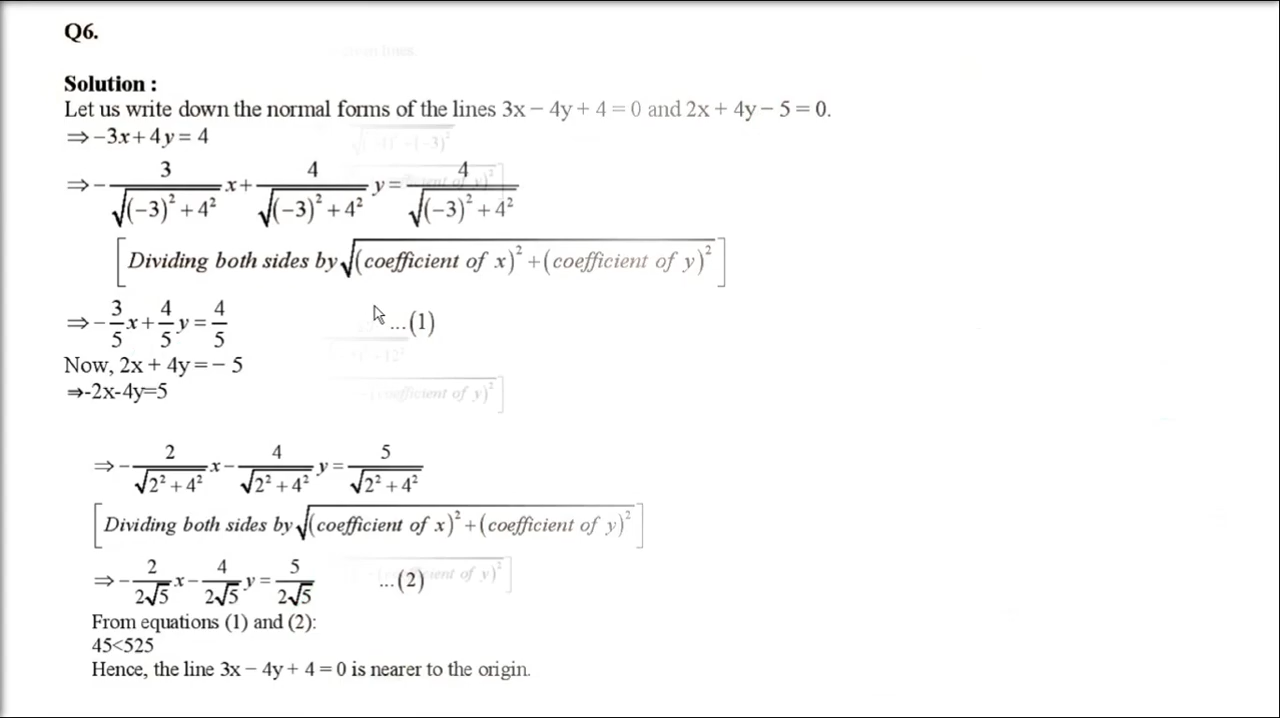 Q6.
Solution :
Let us write down the normal forms of the lines 3x − 4y + 4 = 0 and 2x + 4y − 5 = 0.
⇒ −3x + 4y = 4
⇒ − 3/√((−3)² + 4²) x + 4/√((−3)² + 4²) y = 4/√((−3)² + 4²)
[Dividing both sides by √((coefficient of x)² + (coefficient of y)²)]
⇒ − 3/5 x + 4/5 y = 4/5 ...(1)
Now, 2x + 4y = − 5
⇒-2x-4y=5
⇒ − 2/√(2² + 4²) x − 4/√(2² + 4²) y = 5/√(2² + 4²)
[Dividing both sides by √((coefficient of x)² + (coefficient of y)²)]
⇒ − 2/2√5 x − 4/2√5 y = 5/2√5 ...(2)
From equations (1) and (2):
45<525
Hence, the line 3x − 4y + 4 = 0 is nearer to the origin.